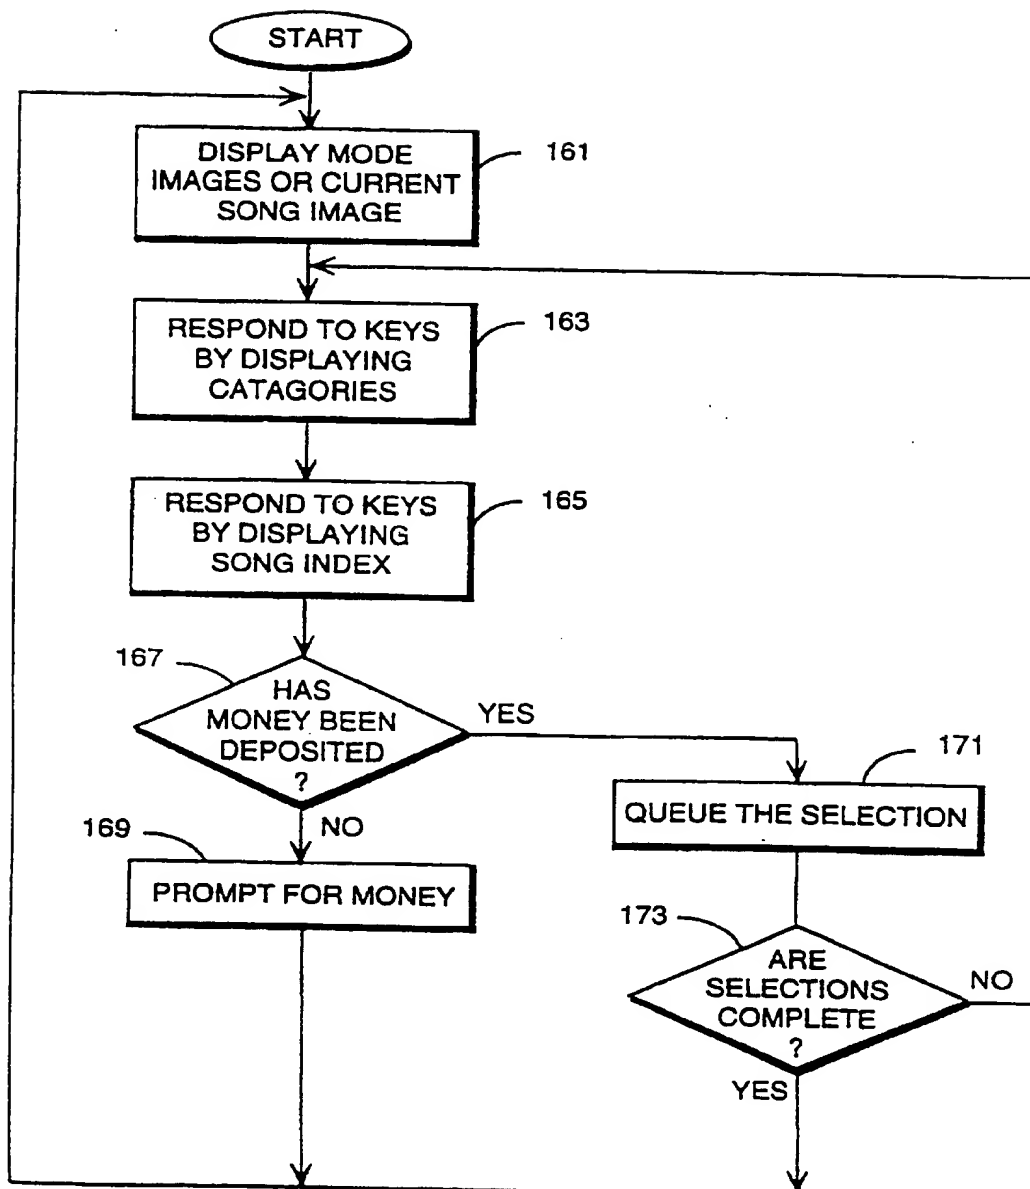 START
DISPLAY MODE
IMAGES OR CURRENT
SONG IMAGE
161
RESPOND TO KEYS
BY DISPLAYING
CATAGORIES
163
RESPOND TO KEYS
BY DISPLAYING
SONG INDEX
165
167
HAS
MONEY BEEN
DEPOSITED
?
YES
NO
169
PROMPT FOR MONEY
171
QUEUE THE SELECTION
173
ARE
SELECTIONS
COMPLETE
?
NO
YES